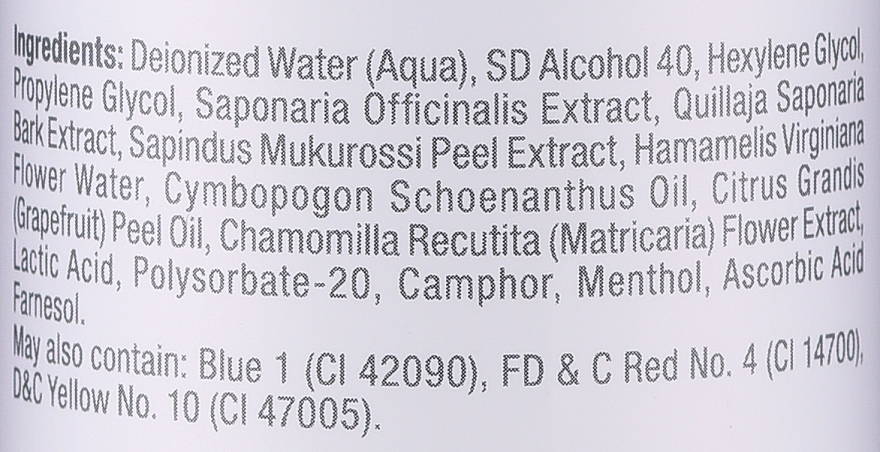 Ingredients: Deionized Water (Aqua), SD Alcohol 40, Hexylene Glycol,
Propylene Glycol, Saponaria Officinalis Extract, Quillaja Saponaria
Bark Extract, Sapindus Mukurossi Peel Extract, Hamamelis Virginiana
Flower Water, Cymbopogon Schoenanthus Oil, Citrus Grandis
(Grapefruit) Peel Oil, Chamomilla Recutita (Matricaria) Flower Extract,
Lactic Acid, Polysorbate-20, Camphor, Menthol, Ascorbic Acid
Farnesol.
May also contain: Blue 1 (CI 42090), FD & C Red No. 4 (CI 14700),
D&C Yellow No. 10 (CI 47005).